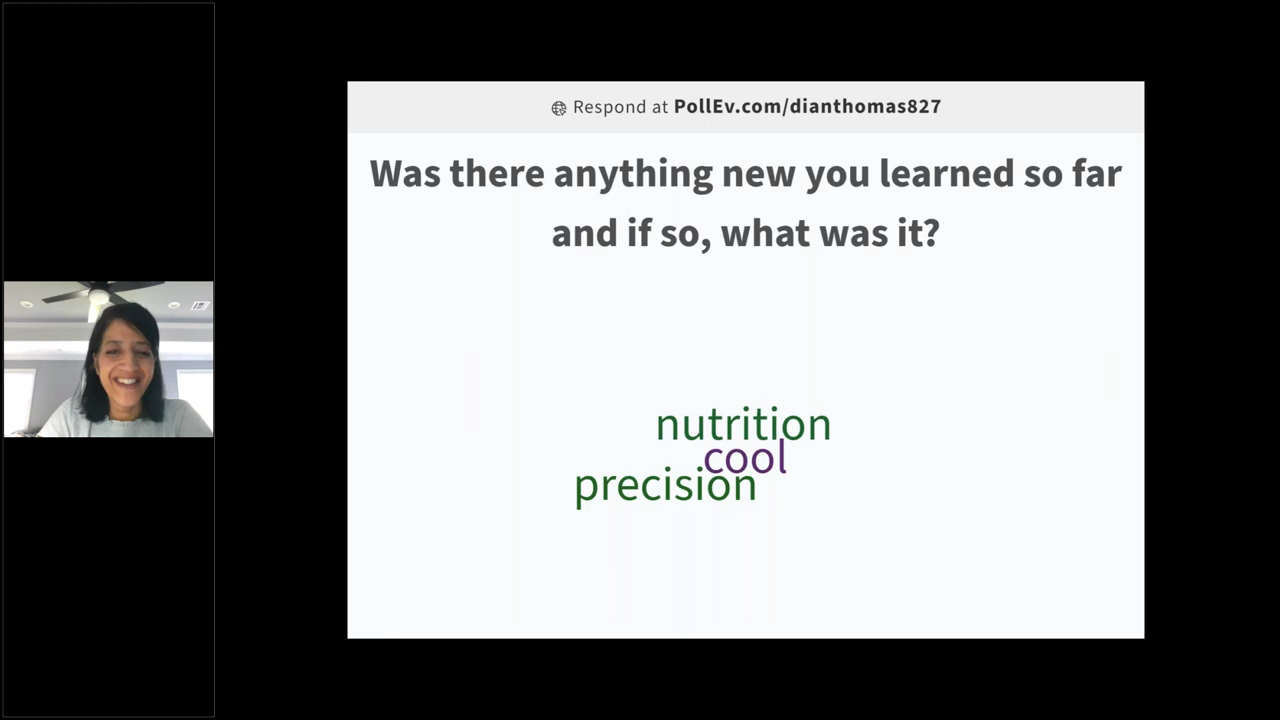 Respond at PollEv.com/dianthomas827
Was there anything new you learned so far
and if so, what was it?
nutrition
cool
precision